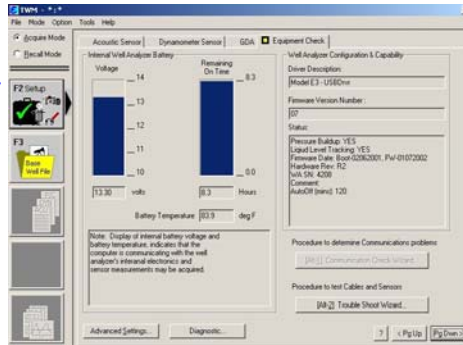 TWM - *:*
File Mode Option Tools Help
Acquire Mode
Recall Mode
Acoustic Sensor
Dynamometer Sensor
GDA
Equipment Check
Internal Well Analyzer Battery
Voltage
Remaining
On Time
14
13
12
11
10
8.3
0.0
13.30 volts
8.3 Hours
Battery Temperature 83.9 deg F
Note: Display of internal battery voltage and
battery temperature, indicates that the
computer is communicating with the well
analyzer's interanal electronics and
sensor measurements may be acquired.
Well Analyzer Configuration & Capability
Driver Description:
Model E3 - USBDrvr
Firmware Version Number:
07
Status:
Pressure Buildup: YES
Liquid Level Tracking: YES
Firmware Date: Boot-02062001, FW-01072002
Hardware Rev: R2
WA SN: 4208
Comment:
AutoOff (mins): 120
Procedure to determine Communications problems
[Alt-1] Communication Check Wizard...
Procedure to test Cables and Sensors
[Alt-2] Trouble Shoot Wizard...
F2 Setup
F3
Base
Well File
Advanced Settings...
Diagnostic...
?
< Pg Up
Pg Dwn >